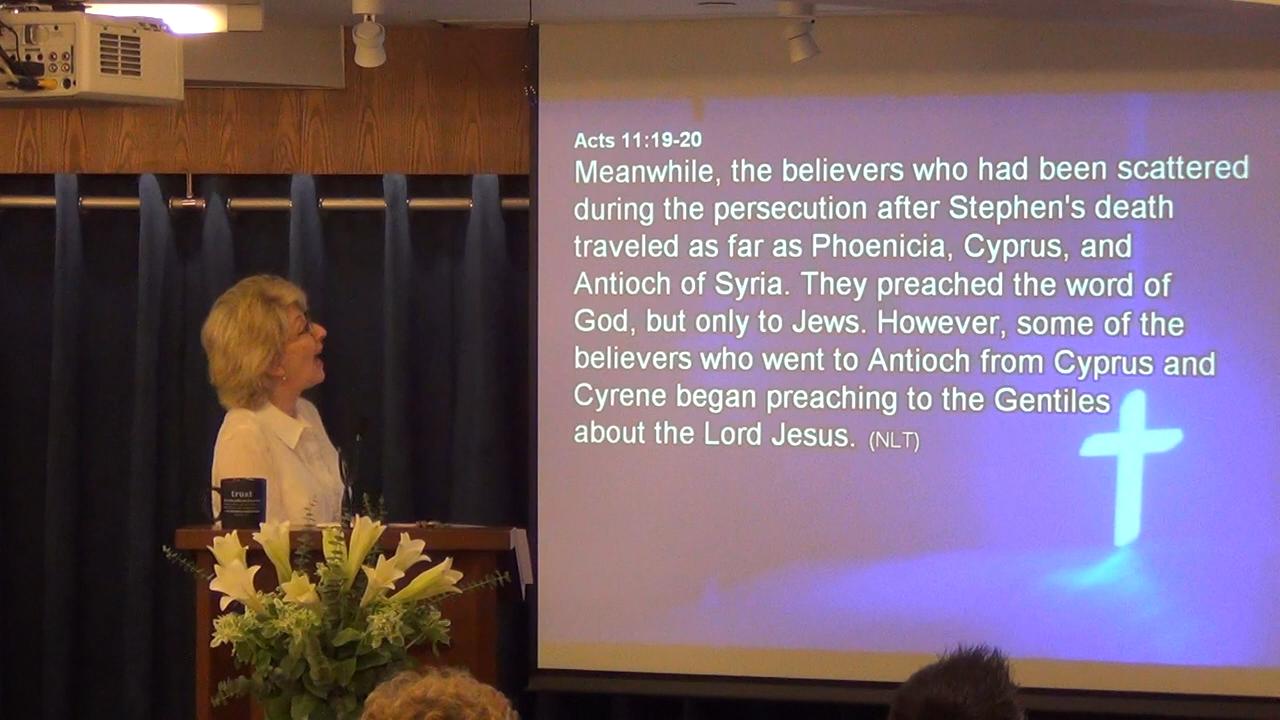 Acts 11:19-20
Meanwhile, the believers who had been scattered
during the persecution after Stephen's death
traveled as far as Phoenicia, Cyprus, and
Antioch of Syria. They preached the word of
God, but only to Jews. However, some of the
believers who went to Antioch from Cyprus and
Cyrene began preaching to the Gentiles
about the Lord Jesus. (NLT)
trust